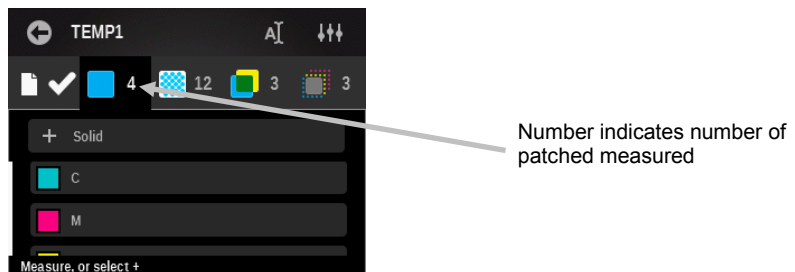 TEMP1
4 12 3 3
+ Solid
C
M
Measure, or select +
Number indicates number of
patched measured